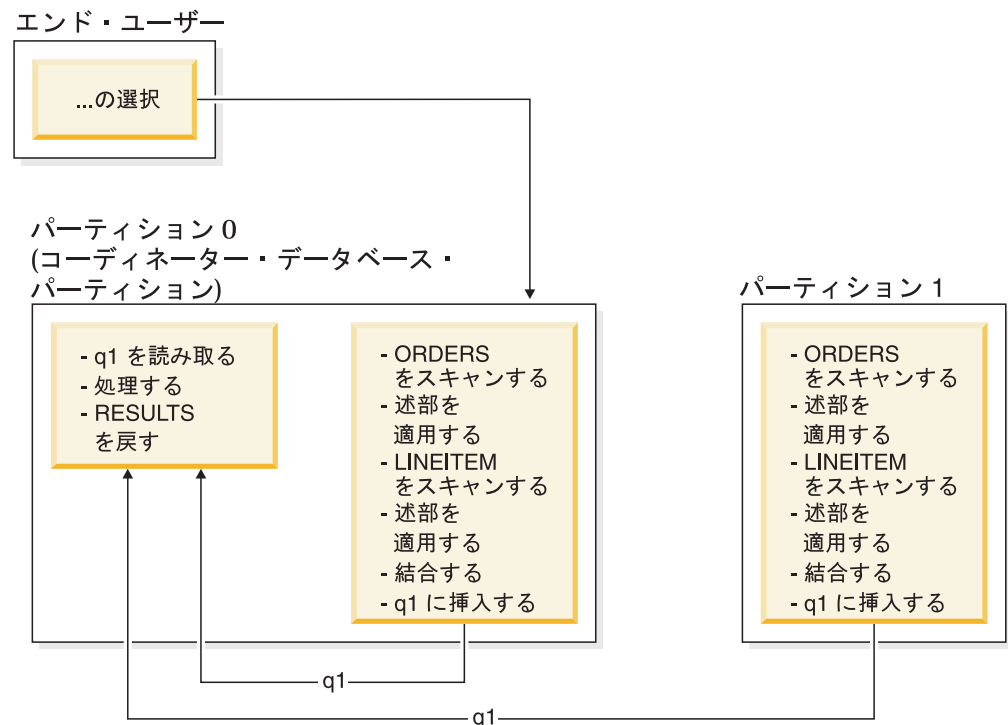 エンド・ユーザー
...の選択
パーティション 0
(コーディネーター・データベース・
パーティション)
- q1 を読み取る
- 処理する
- RESULTS
を戻す
- ORDERS
をスキャンする
- 述部を
適用する
- LINEITEM
をスキャンする
- 述部を
適用する
- 結合する
- q1 に挿入する
パーティション 1
- ORDERS
をスキャンする
- 述部を
適用する
- LINEITEM
をスキャンする
- 述部を
適用する
- 結合する
- q1 に挿入する
q1
q1